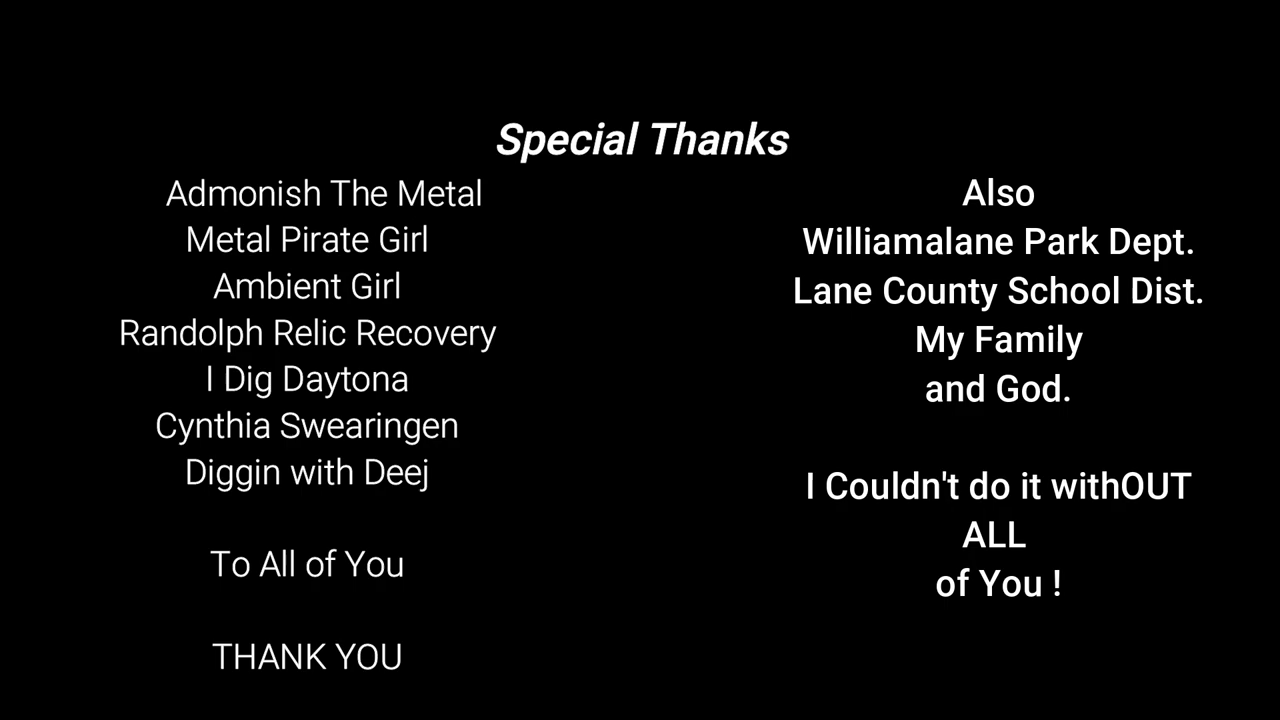 Special Thanks
Admonish The Metal
Metal Pirate Girl
Ambient Girl
Randolph Relic Recovery
I Dig Daytona
Cynthia Swearingen
Diggin with Deej
To All of You
THANK YOU
Also
Williamalane Park Dept.
Lane County School Dist.
My Family
and God.
I Couldn't do it withOUT
ALL
of You !